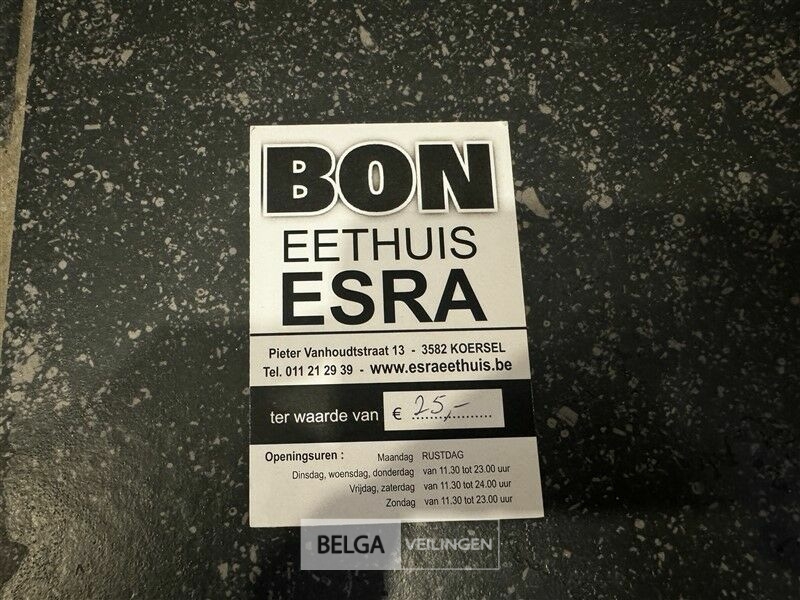 BON
EETHUIS
ESRA
Pieter Vanhoudtstraat 13 - 3582 KOERSEL
Tel. 011 21 29 39 - www.esraeethuis.be
ter waarde van € 25,-
Openingsuren : Maandag RUSTDAG
Dinsdag, woensdag, donderdag van 11.30 tot 23.00 uur
Vrijdag, zaterdag van 11.30 tot 24.00 uur
Zondag van 11.30 tot 23.00 uur
BELGA VEILINGEN